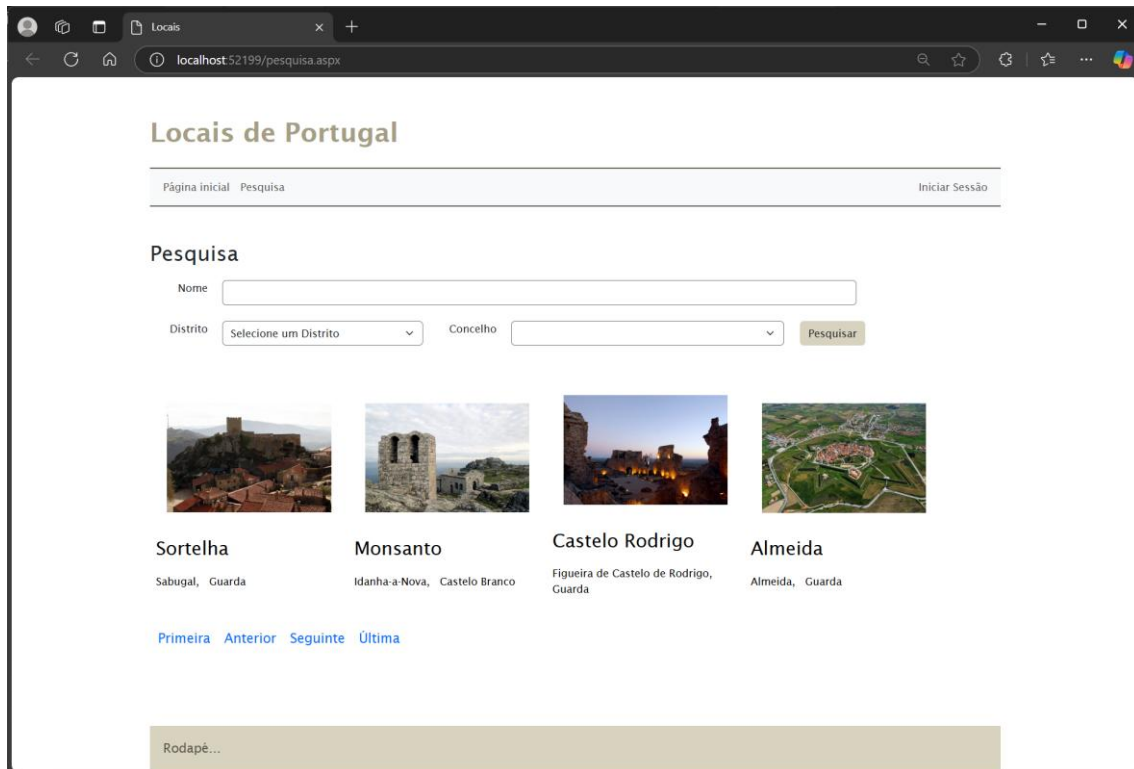 Locais
localhost:52199/pesquisa.aspx
Locais de Portugal
Página inicial Pesquisa Iniciar Sessão
Pesquisa
Nome
Distrito Selecione um Distrito Concelho Pesquisar
Sortelha Monsanto Castelo Rodrigo Almeida
Sabugal, Guarda Idanha-a-Nova, Castelo Branco Figueira de Castelo de Rodrigo, Almeida, Guarda
Guarda
Primeira Anterior Seguinte Última
Rodapé...